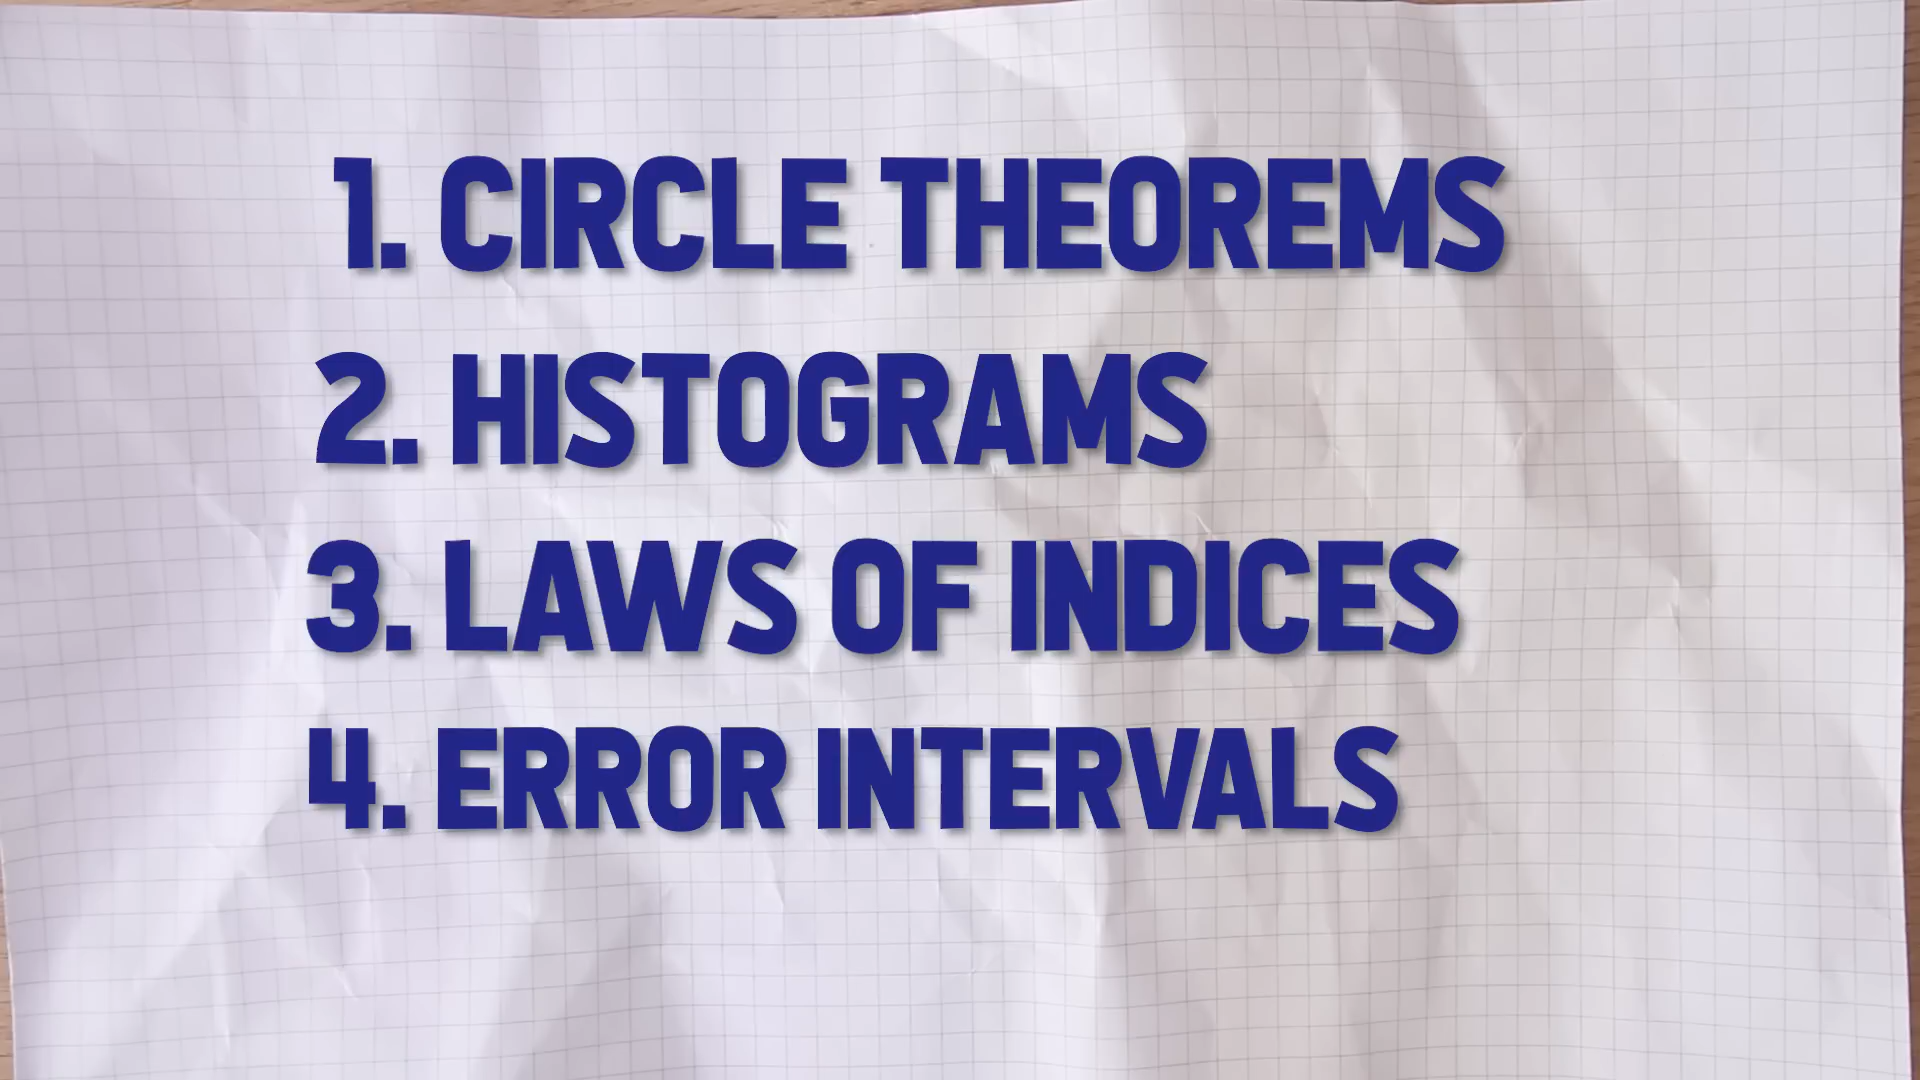 1. CIRCLE THEOREMS
2. HISTOGRAMS
3. LAWS OF INDICES
4. ERROR INTERVALS